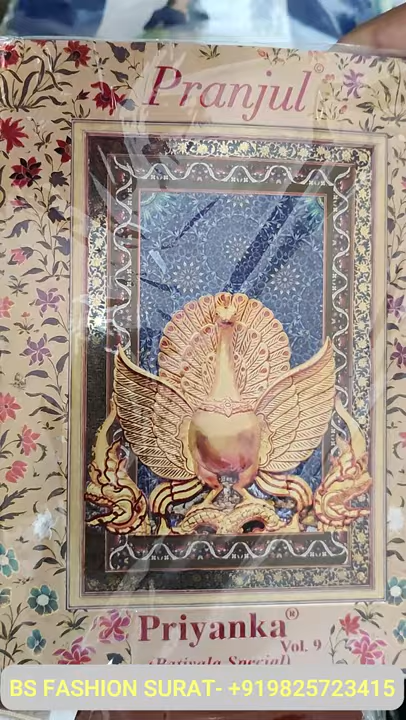 Pranjul©
Priyanka®
Vol. 9
(Patiyala Special)
BS FASHION SURAT- +919825723415